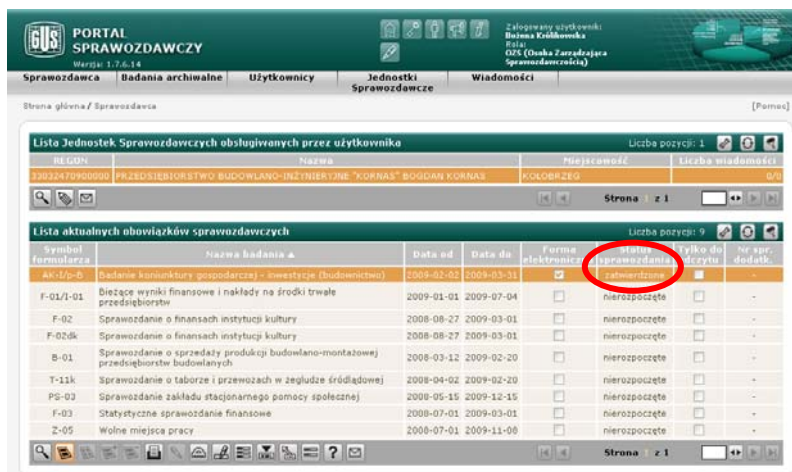 GUS PORTAL SPRAWOZDAWCZY
Wersja: 1.7.6.14
Zalogowany użytkownik:
Bożena Królikowska
Rola:
OZS (Osoba Zarządzająca Sprawozdawczością)
Sprawozdawca Badania archiwalne Użytkownicy Jednostki Sprawozdawcze Wiadomości
Strona główna / Sprawozdawca [Pomoc]
Lista Jednostek Sprawozdawczych obsługiwanych przez użytkownika Liczba pozycji: 1
REGON Nazwa Miejscowość Liczba wiadomości
33032470900000 PRZEDSIĘBIORSTWO BUDOWLANO-INŻYNIERYJNE "KORNAS" BOGDAN KORNAS KOŁOBRZEG 0/0
Strona 1 z 1
Lista aktualnych obowiązków sprawozdawczych Liczba pozycji: 9
Symbol formularza Nazwa badania Data od Data do Forma elektroniczna Status sprawozdania Tylko do odczytu Nr spr. dodatk.
AK-I/p-B Badanie koniunktury gospodarczej - inwestycje (budownictwo) 2009-02-02 2009-03-31 zatwierdzone -
F-01/I-01 Bieżące wyniki finansowe i nakłady na środki trwałe przedsiębiorstw 2009-01-01 2009-07-04 nierozpoczęte -
F-02 Sprawozdanie o finansach instytucji kultury 2008-08-27 2009-03-01 nierozpoczęte -
F-02dk Sprawozdanie o finansach instytucji kultury 2008-08-27 2009-03-01 nierozpoczęte -
B-01 Sprawozdanie o sprzedaży produkcji budowlano-montażowej przedsiębiorstw budowlanych 2008-03-12 2009-02-20 nierozpoczęte -
T-11k Sprawozdanie o taborze i przewozach w żegludze śródlądowej 2008-04-02 2009-02-20 nierozpoczęte -
PS-03 Sprawozdanie zakładu stacjonarnego pomocy społecznej 2008-05-15 2009-12-15 nierozpoczęte -
F-03 Statystyczne sprawozdanie finansowe 2008-07-01 2009-03-01 nierozpoczęte -
Z-05 Wolne miejsca pracy 2008-07-01 2009-11-08 nierozpoczęte -
Strona 1 z 1